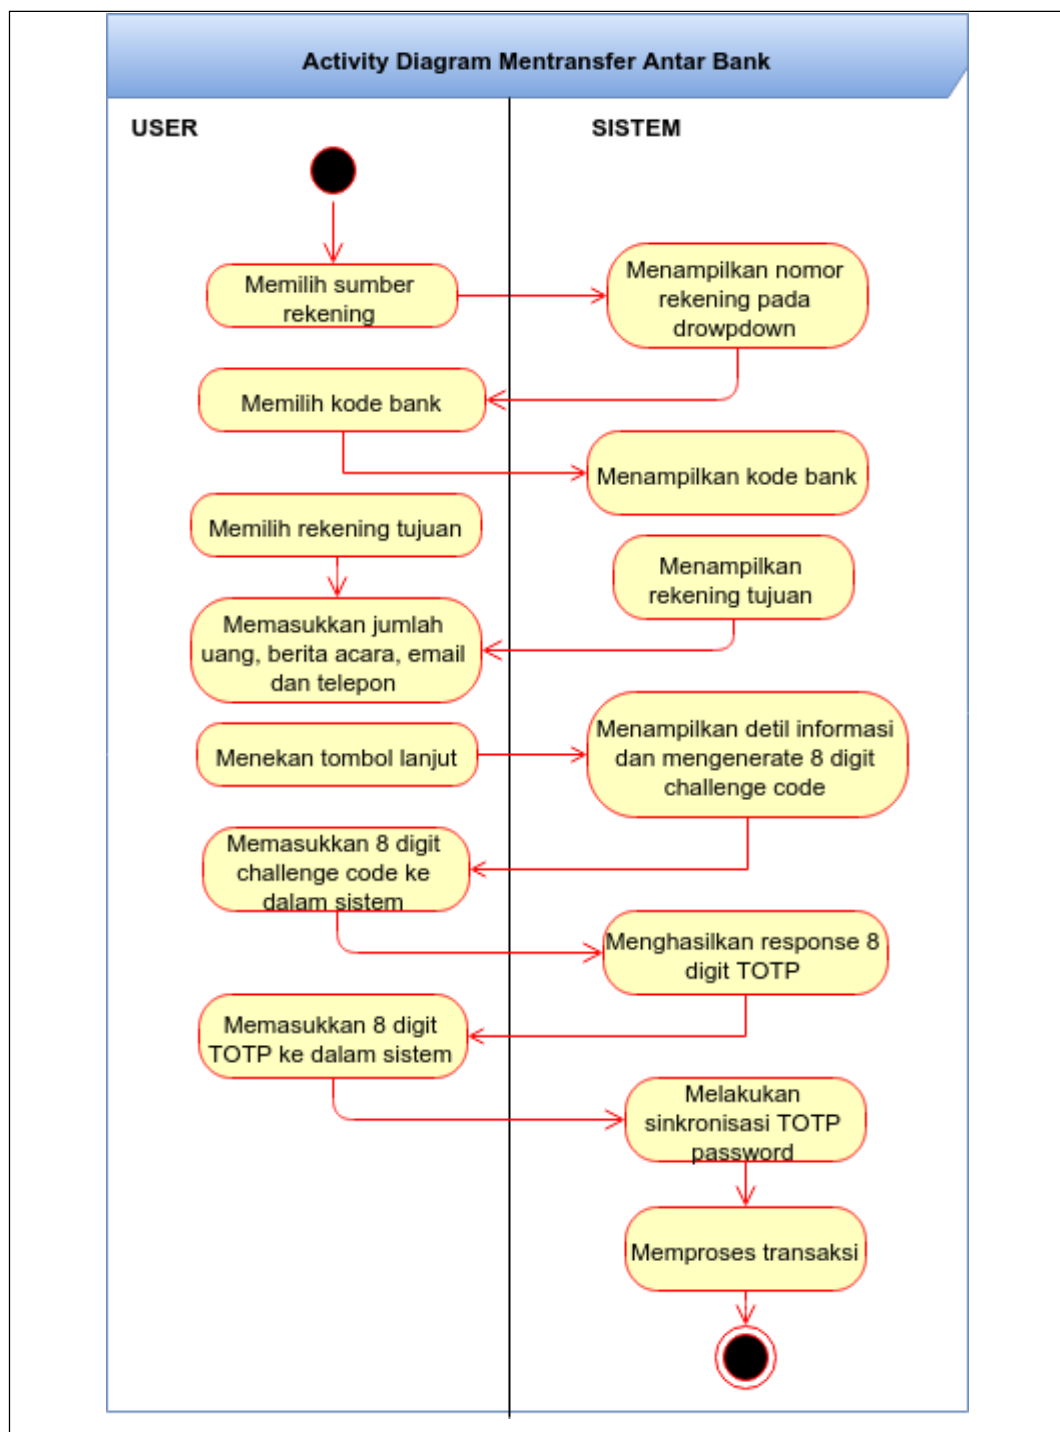 Activity Diagram Mentransfer Antar Bank
USER
SISTEM
Memilih sumber
rekening
Menampilkan nomor
rekening pada
drowpdown
Memilih kode bank
Menampilkan kode bank
Memilih rekening tujuan
Menampilkan
rekening tujuan
Memasukkan jumlah
uang, berita acara, email
dan telepon
Menekan tombol lanjut
Menampilkan detil informasi
dan mengenerate 8 digit
challenge code
Memasukkan 8 digit
challenge code ke
dalam sistem
Menghasilkan response 8
digit TOTP
Memasukkan 8 digit
TOTP ke dalam sistem
Melakukan
sinkronisasi TOTP
password
Memproses transaksi